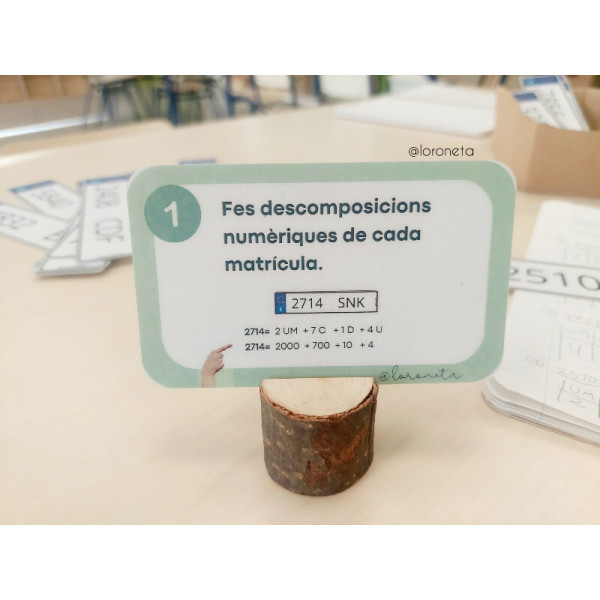 @loroneta
1
Fes descomposicions
numèriques de cada
matrícula.
2714 SNK
2714= 2 UM + 7 C + 1 D + 4 U
2714= 2000 + 700 + 10 + 4
@loroneta
2510